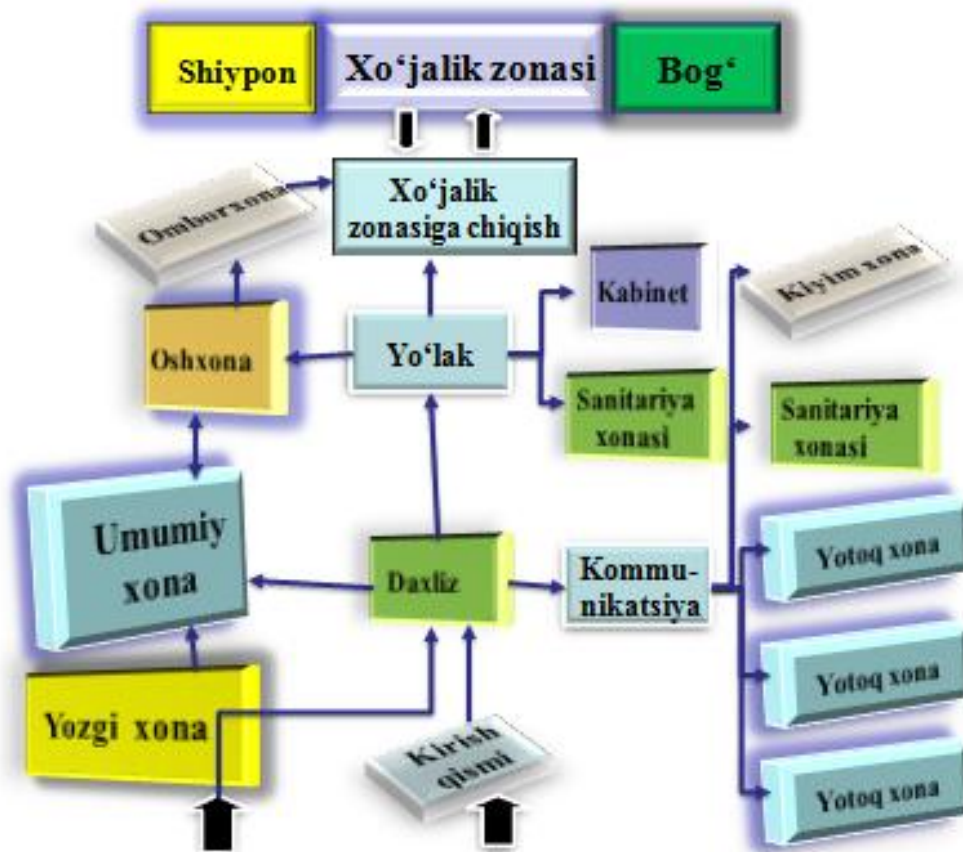 Shiypon
Xo‘jalik zonasi
Bog‘
Omborxona
Xo‘jalik
zonasiga chiqish
Kabinet
Kiyim xona
Oshxona
Yo‘lak
Sanitariya
xonasi
Sanitariya
xonasi
Umumiy
xona
Daxliz
Kommu-
nikatsiya
Yotoq xona
Yotoq xona
Yozgi xona
Kirish
qismi
Yotoq xona